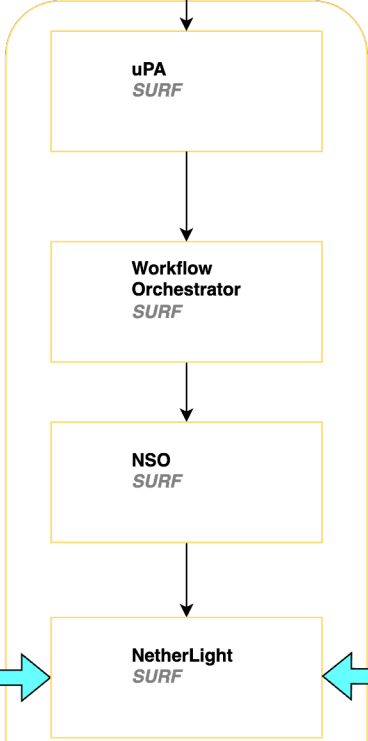 uPA
SURF
Workflow
Orchestrator
SURF
NSO
SURF
NetherLight
SURF